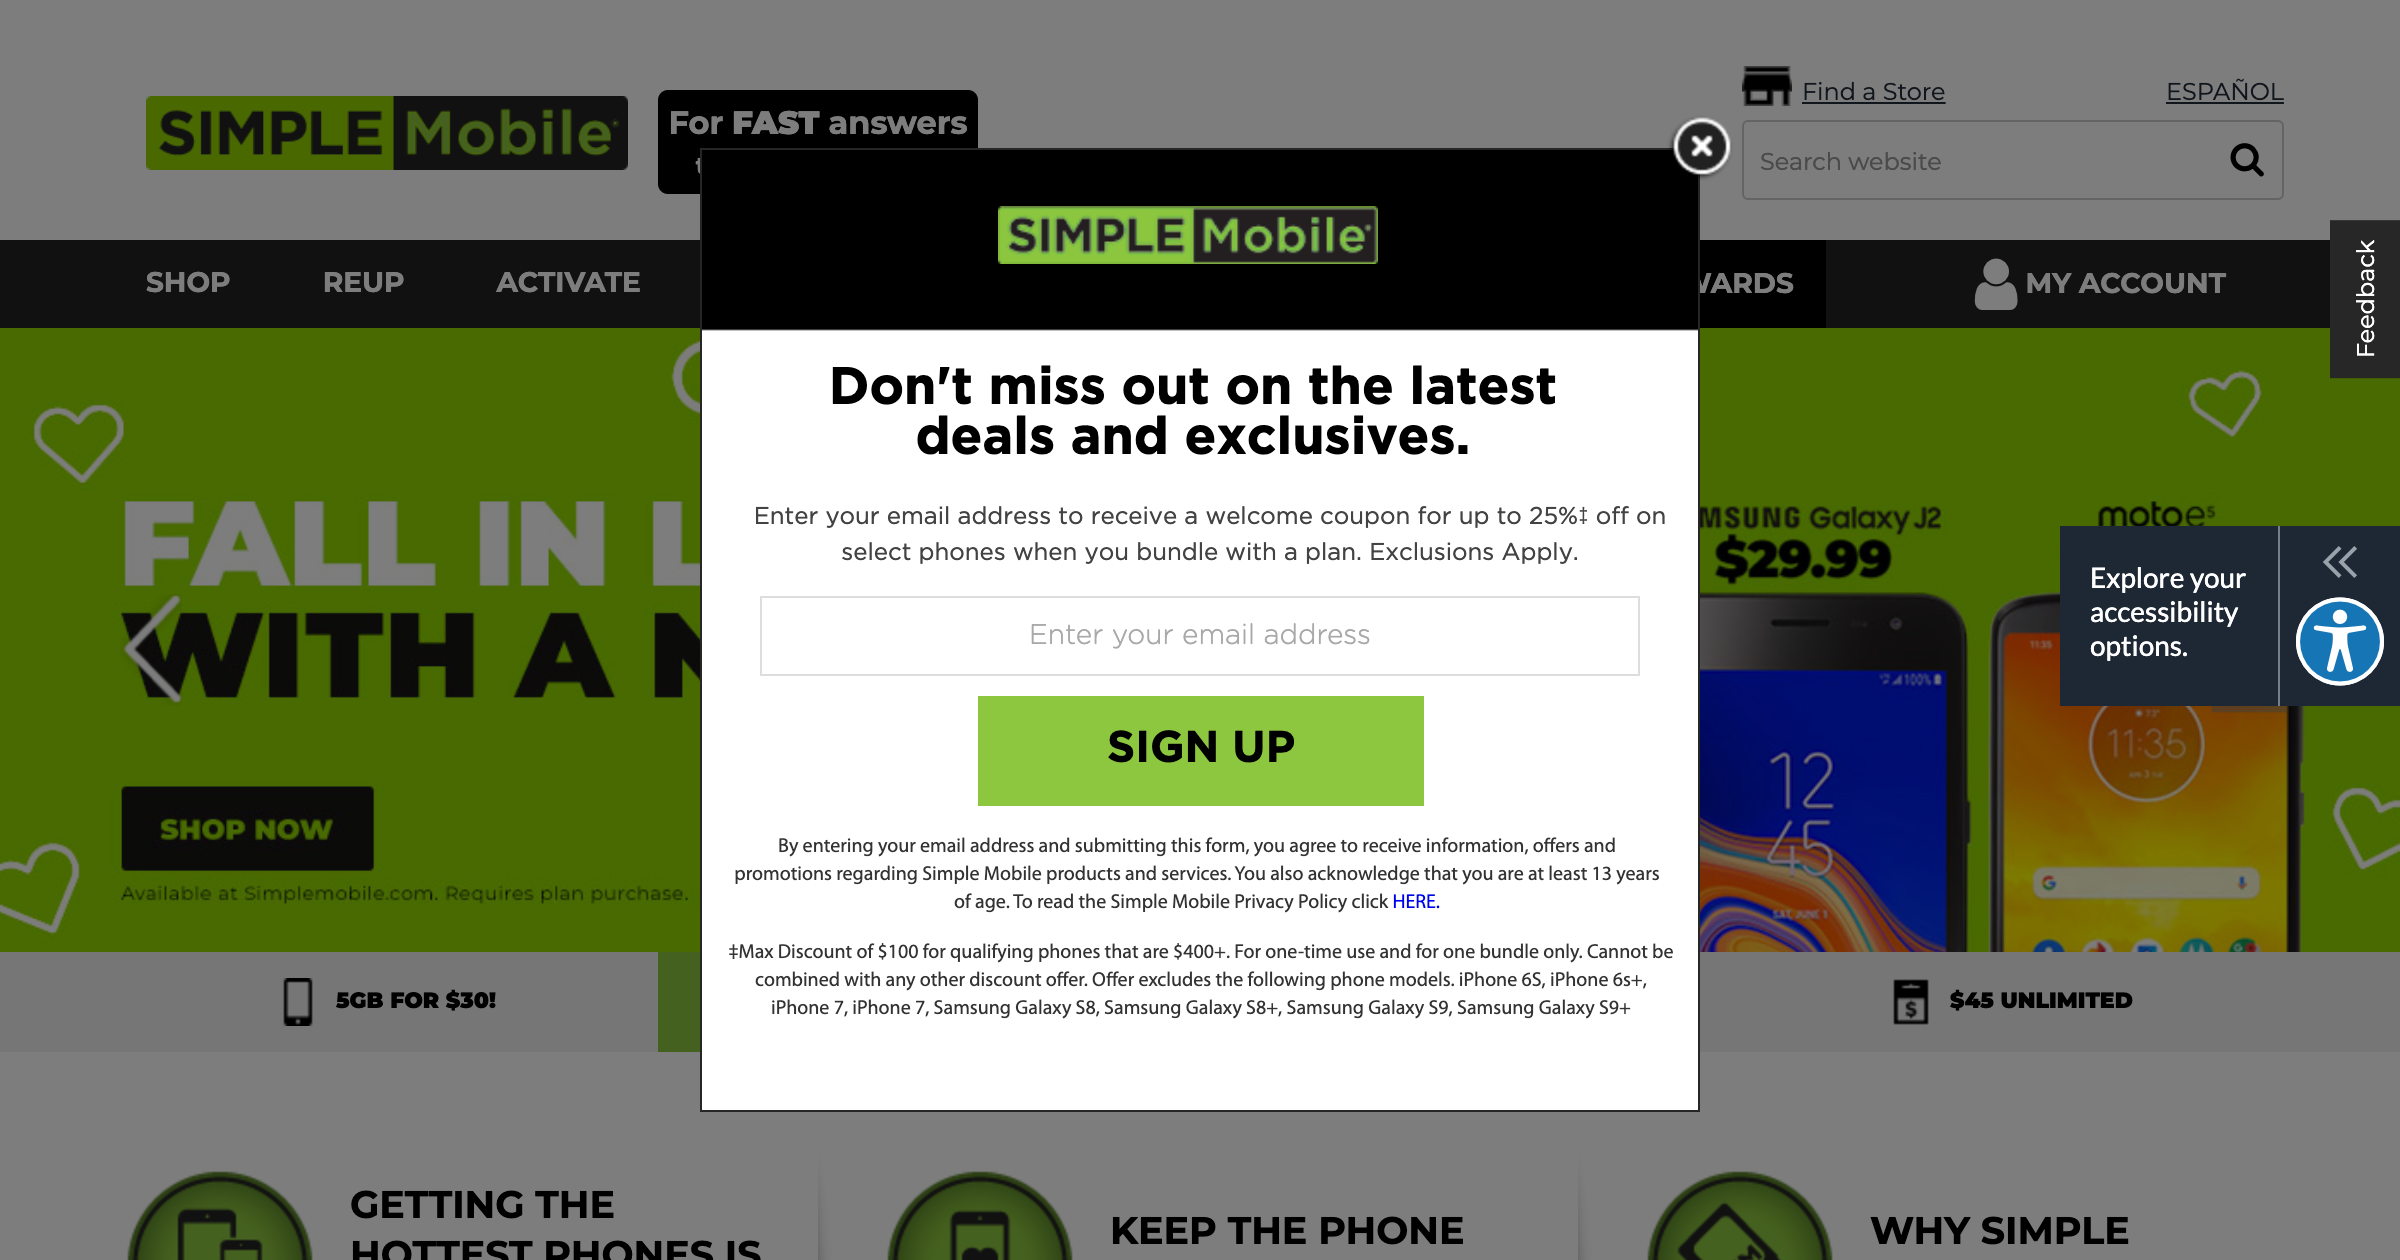 SIMPLE Mobile
For FAST answers
Find a Store
ESPAÑOL
Search website
SHOP
REUP
ACTIVATE
MY ACCOUNT
Feedback
SIMPLE Mobile
Don't miss out on the latest
deals and exclusives.
Enter your email address to receive a welcome coupon for up to 25%‡ off on
select phones when you bundle with a plan. Exclusions Apply.
Enter your email address
SIGN UP
By entering your email address and submitting this form, you agree to receive information, offers and
promotions regarding Simple Mobile products and services. You also acknowledge that you are at least 13 years
of age. To read the Simple Mobile Privacy Policy click HERE.
‡Max Discount of $100 for qualifying phones that are $400+. For one-time use and for one bundle only. Cannot be
combined with any other discount offer. Offer excludes the following phone models. iPhone 6S, iPhone 6s+,
iPhone 7, iPhone 7, Samsung Galaxy S8, Samsung Galaxy S8+, Samsung Galaxy S9, Samsung Galaxy S9+
FALL IN
WITH A
SHOP NOW
Available at Simplemobile.com. Requires plan purchase.
Galaxy J2
$29.99
moto e5
Explore your
accessibility
options.
100%
12
45
SAT, JUNE 1
11:35
73°
11:35
5GB FOR $30!
$45 UNLIMITED
GETTING THE
HOTTEST PHONES IS
KEEP THE PHONE
WHY SIMPLE